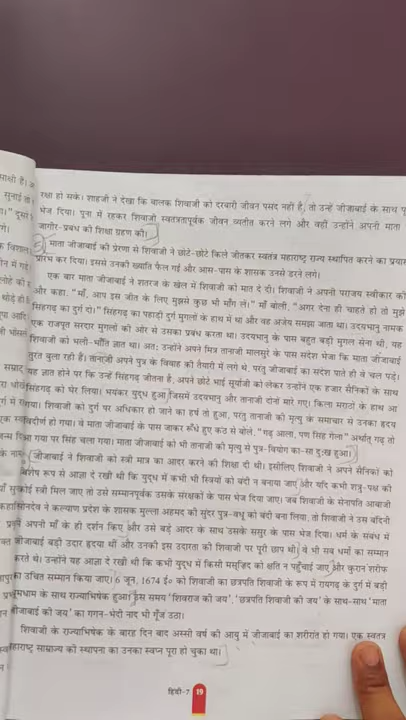 रक्षा हो सके। शाहजी ने देखा कि बालक शिवाजी को दरबारी जीवन पसंद नहीं है, तो उन्हें जीजाबाई के साथ
भेज दिया। पूना में रहकर शिवाजी स्वतंत्रतापूर्वक जीवन व्यतीत करने लगे और वहीं उन्होंने अपनी माता
जागीर-प्रबंध की शिक्षा ग्रहण की।
माता जीजाबाई की प्रेरणा से शिवाजी ने छोटे-छोटे किले जीतकर स्वतंत्र महाराष्ट्र राज्य स्थापित करने का प्रयास
प्रारंभ कर दिया। इससे उनकी ख्याति फैल गई और आस-पास के शासक उनसे डरने लगे।
एक बार माता जीजाबाई ने शतरंज के खेल में शिवाजी को मात दे दी। शिवाजी ने अपनी पराजय स्वीकार की
और कहा, "माँ, आप इस जीत के लिए मुझसे कुछ भी माँग लें।" माँ बोली, "अगर देना ही चाहते हो तो मुझे
सिंहगढ़ का दुर्ग दो।" सिंहगढ़ का पहाड़ी दुर्ग मुगलों के हाथ में था और वह अजेय समझा जाता था। उदयभानु नामक
एक राजपूत सरदार मुगलों की ओर से उसका प्रबंध करता था। उदयभानु के पास बहुत बड़ी मुगल सेना थी, यह
शिवाजी को भली-भाँति ज्ञात था। अतः उन्होंने अपने मित्र तानाजी मालसुरे के पास संदेश भेजा कि माता जीजाबाई
तुरंत बुला रही हैं। तानाजी अपने पुत्र के विवाह की तैयारी में लगे थे, परंतु जीजाबाई का संदेश पाते ही वे चल पड़े।
यह ज्ञात होने पर कि उन्हें सिंहगढ़ जीतना है, अपने छोटे भाई सूर्याजी को लेकर उन्होंने एक हजार सैनिकों के साथ
सिंहगढ़ को घेर लिया। भयंकर युद्ध हुआ जिसमें उदयभानु और तानाजी दोनों मारे गए। किला मराठों के हाथ आ
गया। शिवाजी को दुर्ग पर अधिकार हो जाने का हर्ष तो हुआ, परंतु तानाजी की मृत्यु के समाचार से उनका हृदय
विदीर्ण हो गया। वे माता जीजाबाई के पास जाकर रुँधे हुए कंठ से बोले, "गढ़ आला, पण सिंह गेला" अर्थात् गढ़ तो
आ गया पर सिंह चला गया। माता जीजाबाई को भी तानाजी की मृत्यु से पुत्र-वियोग का-सा दुःख हुआ।
जीजाबाई ने शिवाजी को स्त्री मात्र का आदर करने की शिक्षा दी थी। इसीलिए शिवाजी ने अपने सैनिकों को
विशेष रूप से आज्ञा दे रखी थी कि युद्ध में कभी भी स्त्रियों को बंदी न बनाया जाए और यदि कभी शत्रु-पक्ष की
कोई स्त्री मिल जाए तो उसे सम्मानपूर्वक उसके संरक्षकों के पास भेज दिया जाए। जब शिवाजी के सेनापति आबाजी
सोनदेव ने कल्याण प्रदेश के शासक मुल्ला अहमद की सुंदर पुत्र-वधू को बंदी बना लिया, तो शिवाजी ने उस बंदिनी
में अपनी माँ के ही दर्शन किए और उसे बड़े आदर के साथ उसके ससुर के पास भेज दिया। धर्म के संबंध में
जीजाबाई बड़ी उदार हृदया थीं और उनकी इस उदारता की शिवाजी पर पूरी छाप थी। वे भी सब धर्मों का सम्मान
करते थे। उन्होंने यह आज्ञा दे रखी थी कि कभी युद्ध में किसी मस्जिद को क्षति न पहुँचाई जाए और कुरान शरीफ
का उचित सम्मान किया जाए। 6 जून, 1674 ई० को शिवाजी का छत्रपति शिवाजी के रूप में रायगढ़ के दुर्ग में बड़ी
धूमधाम के साथ राज्याभिषेक हुआ। इस समय 'शिवराज की जय', 'छत्रपति शिवाजी की जय' के साथ-साथ 'माता
जीजाबाई की जय' का गगन-भेदी नाद भी गूँज उठा।
शिवाजी के राज्याभिषेक के बारह दिन बाद अस्सी वर्ष की आयु में जीजाबाई का शरीरांत हो गया। एक स्वतंत्र
महाराष्ट्र साम्राज्य की स्थापना का उनका स्वप्न पूरा हो चुका था।
हिंदी-7 19